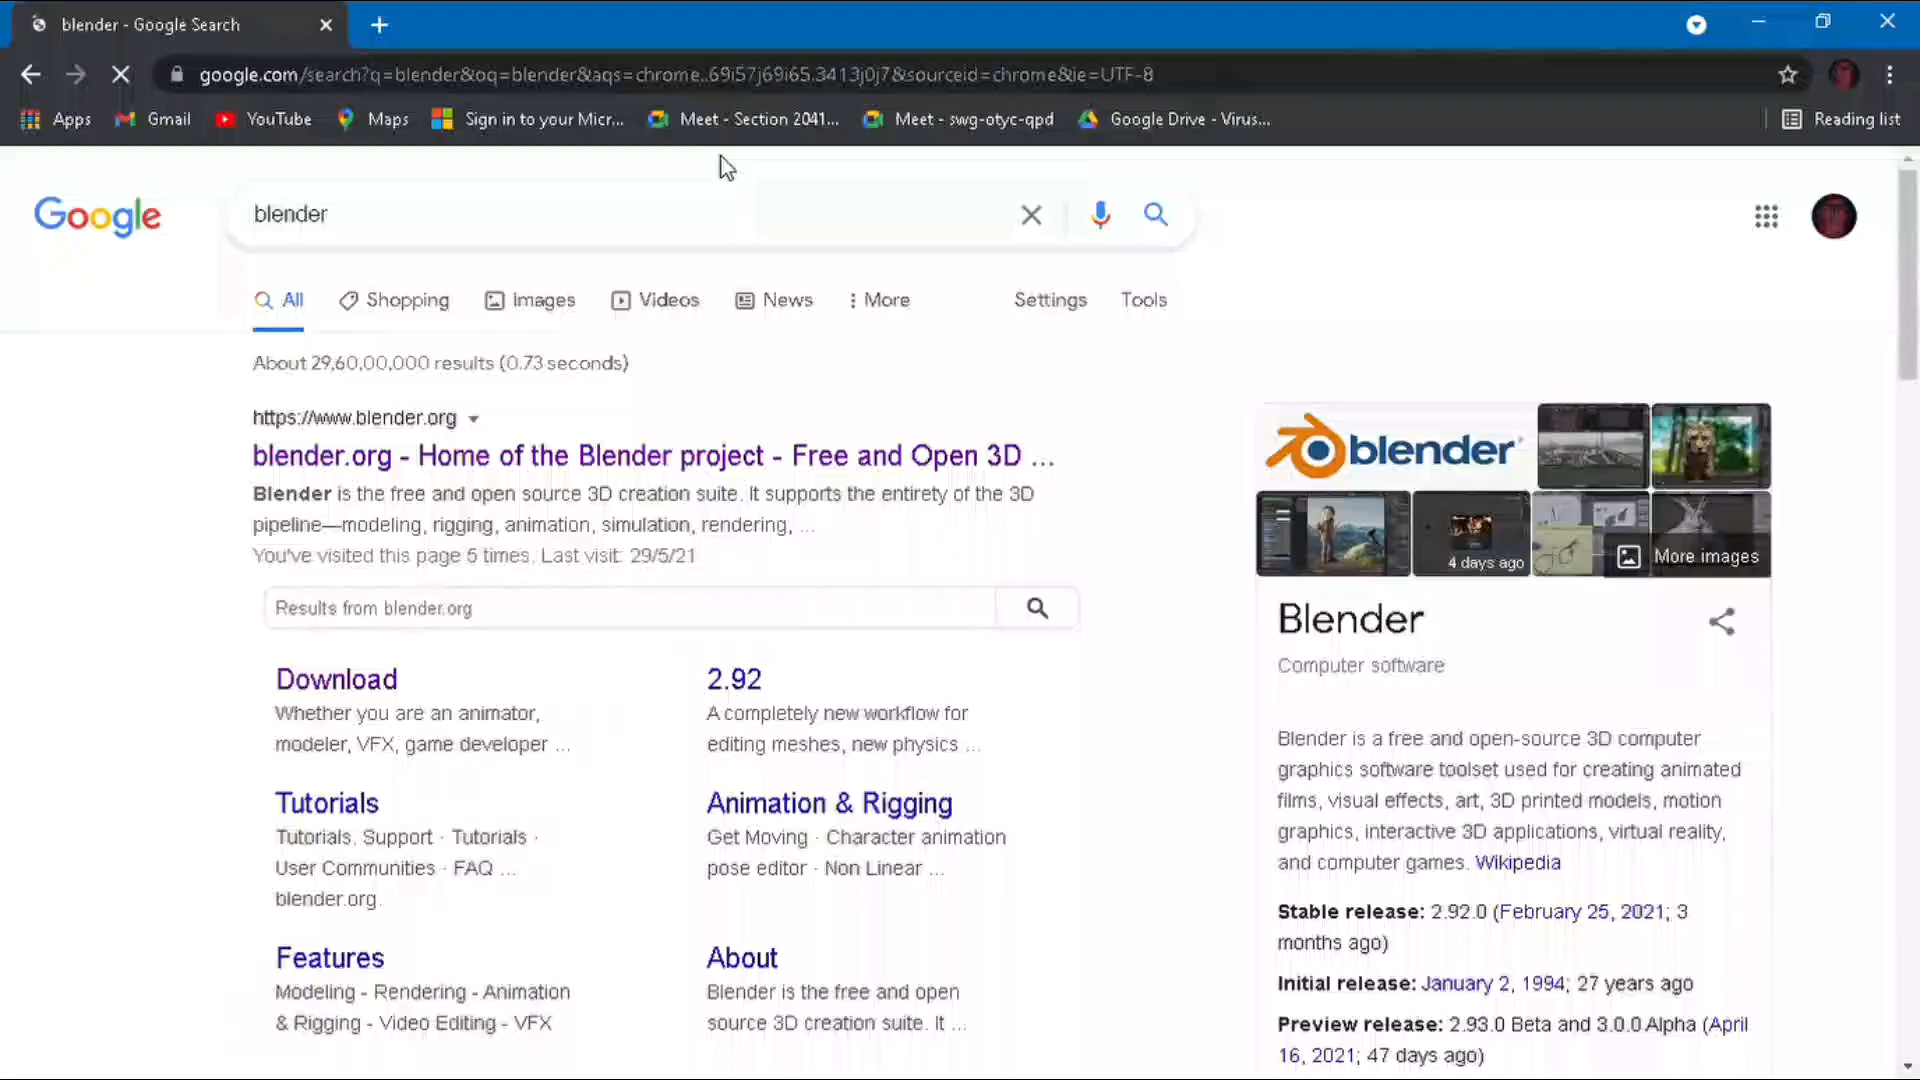 blender - Google Search
google.com/search?q=blender&oq=blender&aqs=chrome..69i57j69i65.3413j0j7&sourceid=chrome&ie=UTF-8
Apps Gmail YouTube Maps Sign in to your Micr... Meet - Section 2041... Meet - swg-otyc-qpd Google Drive - Virus... Reading list
Google blender
All Shopping Images Videos News More Settings Tools
About 29,60,00,000 results (0.73 seconds)
https://www.blender.org
blender.org - Home of the Blender project - Free and Open 3D ...
Blender is the free and open source 3D creation suite. It supports the entirety of the 3D
pipeline—modeling, rigging, animation, simulation, rendering, ...
You've visited this page 5 times. Last visit: 29/5/21
Results from blender.org
Download
Whether you are an animator,
modeler, VFX, game developer ...
2.92
A completely new workflow for
editing meshes, new physics ...
Tutorials
Tutorials, Support · Tutorials ·
User Communities · FAQ ...
blender.org.
Animation & Rigging
Get Moving · Character animation
pose editor · Non Linear ...
Features
Modeling - Rendering - Animation
& Rigging - Video Editing - VFX
About
Blender is the free and open
source 3D creation suite. It ...
blender
4 days ago
More images
Blender
Computer software
Blender is a free and open-source 3D computer
graphics software toolset used for creating animated
films, visual effects, art, 3D printed models, motion
graphics, interactive 3D applications, virtual reality,
and computer games. Wikipedia
Stable release: 2.92.0 (February 25, 2021; 3
months ago)
Initial release: January 2, 1994; 27 years ago
Preview release: 2.93.0 Beta and 3.0.0 Alpha (April
16, 2021; 47 days ago)